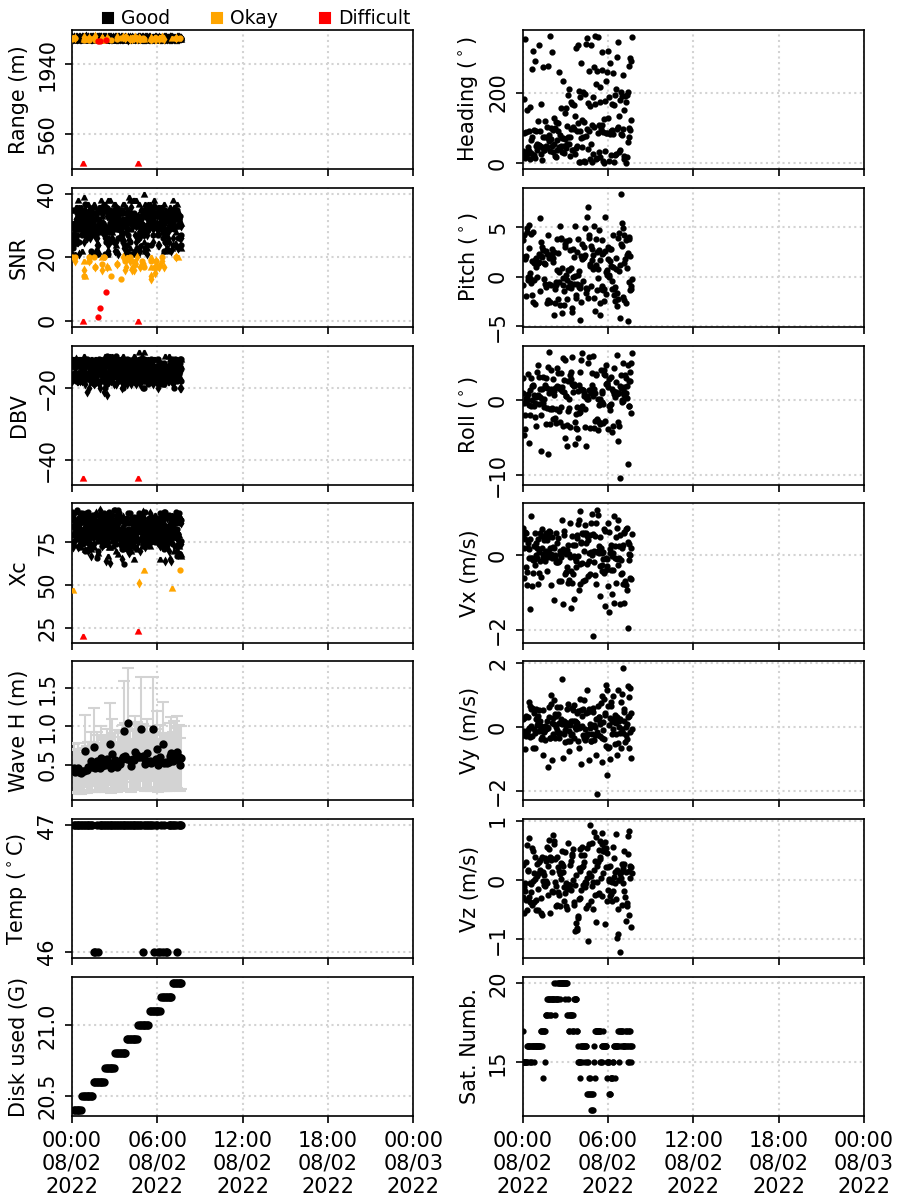 Good Okay Difficult
Range (m)
1940
560
Heading (°)
200
0
SNR
40
20
0
Pitch (°)
5
0
−5
DBV
−20
−40
Roll (°)
0
−10
Xc
75
50
25
Vx (m/s)
0
−2
Wave H (m)
1.5
1.0
0.5
Vy (m/s)
2
0
−2
Temp (°C)
47
46
Vz (m/s)
1
0
−1
Disk used (G)
21.0
20.5
Sat. Numb.
20
15
00:00 06:00 12:00 18:00 00:00
08/02 08/02 08/02 08/02 08/03
2022 2022 2022 2022 2022
00:00 06:00 12:00 18:00 00:00
08/02 08/02 08/02 08/02 08/03
2022 2022 2022 2022 2022